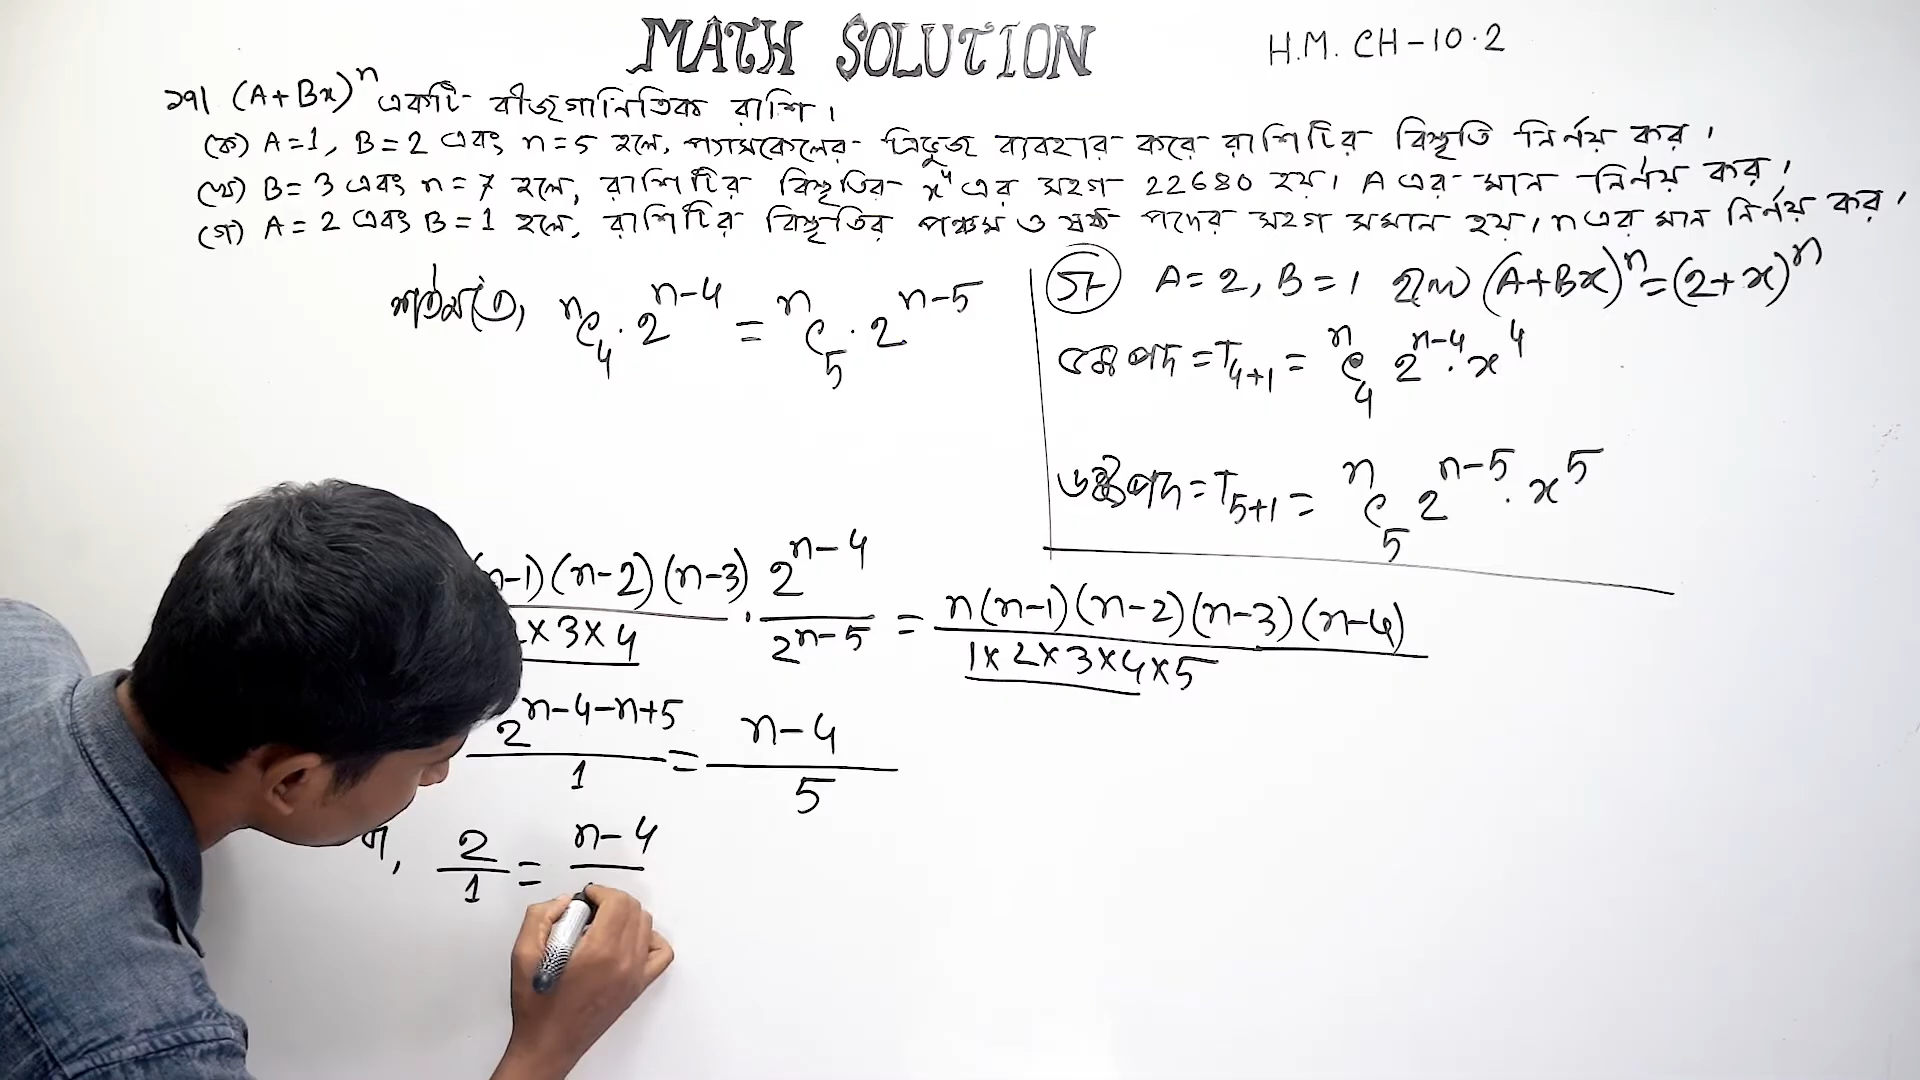 MATH SOLUTION
H.M. CH-10.2
১৭। (A+Bx)ⁿ একটি বীজগানিতিক রাশি।
(ক) A=1, B=2 এবং n=5 হলে, প্যাসকেলের ত্রিভূজ ব্যবহার করে রাশিটির বিস্তৃতি নির্ণয় কর।
(খ) B=3 এবং n=7 হলে, রাশিটির বিস্তৃতির x⁴ এর সহগ 22680 হয়। A এর মান নির্ণয় কর।
(গ) A=2 এবং B=1 হলে, রাশিটির বিস্তৃতির পঞ্চম ও ষষ্ঠ পদের সহগ সমান হয়। n এর মান নির্ণয় কর।
গ A=2, B=1 হলে (A+Bx)ⁿ=(2+x)ⁿ
৫ম পদ = T₄₊₁ = ⁿC₄ 2ⁿ⁻⁴·x⁴
৬ষ্ঠ পদ = T₅₊₁ = ⁿC₅ 2ⁿ⁻⁵·x⁵
শর্তমতে, ⁿC₄·2ⁿ⁻⁴ = ⁿC₅·2ⁿ⁻⁵
n-1)(n-2)(n-3)/×3×4 · 2ⁿ⁻⁴/2ⁿ⁻⁵ = n(n-1)(n-2)(n-3)(n-4)/1×2×3×4×5
2ⁿ⁻⁴⁻ⁿ⁺⁵/1 = n-4/5
বা, 2/1 = n-4/